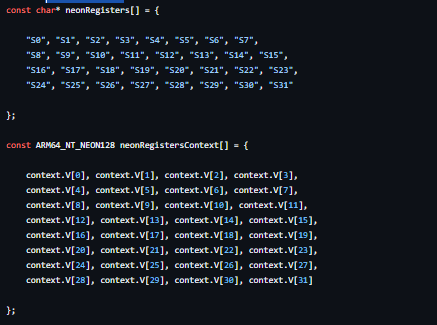 const char* neonRegisters[] = {
"S0", "S1", "S2", "S3", "S4", "S5", "S6", "S7",
"S8", "S9", "S10", "S11", "S12", "S13", "S14", "S15",
"S16", "S17", "S18", "S19", "S20", "S21", "S22", "S23",
"S24", "S25", "S26", "S27", "S28", "S29", "S30", "S31"
};
const ARM64_NT_NEON128 neonRegistersContext[] = {
context.V[0], context.V[1], context.V[2], context.V[3],
context.V[4], context.V[5], context.V[6], context.V[7],
context.V[8], context.V[9], context.V[10], context.V[11],
context.V[12], context.V[13], context.V[14], context.V[15],
context.V[16], context.V[17], context.V[18], context.V[19],
context.V[20], context.V[21], context.V[22], context.V[23],
context.V[24], context.V[25], context.V[26], context.V[27],
context.V[28], context.V[29], context.V[30], context.V[31]
};